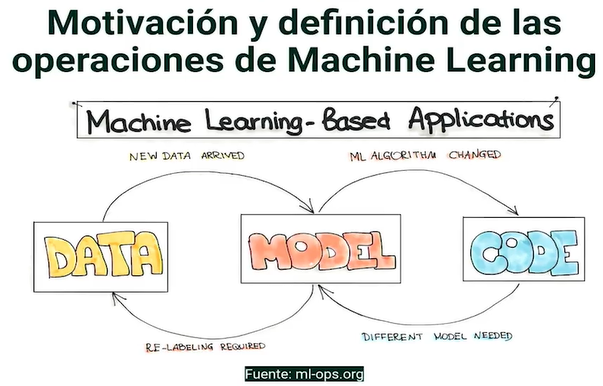 Motivación y definición de las
operaciones de Machine Learning
Machine Learning-Based Applications
NEW DATA ARRIVED
ML ALGORITHM CHANGED
DATA
MODEL
CODE
RE-LABELING REQUIRED
DIFFERENT MODEL NEEDED
Fuente: ml-ops.org